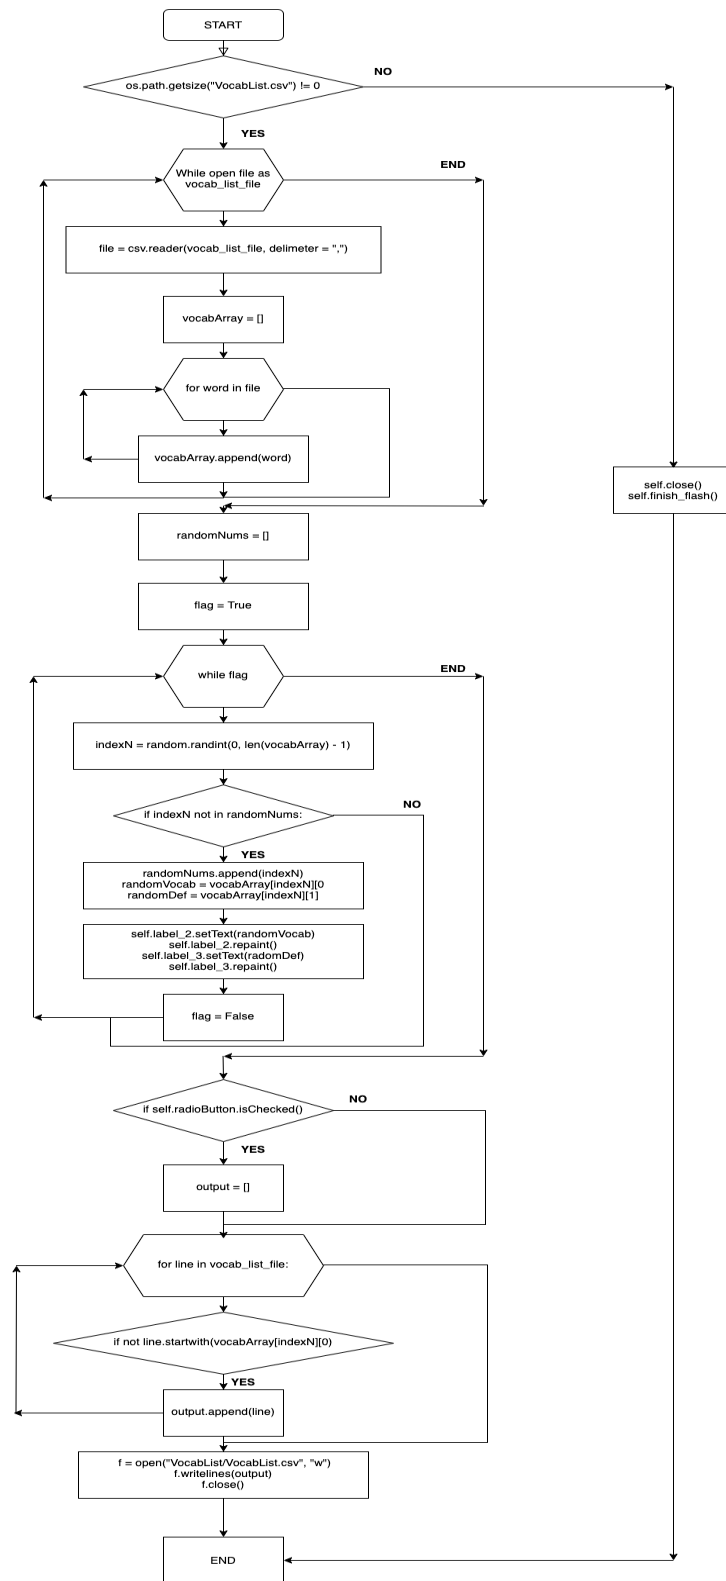 START
os.path.getsize("VocabList.csv") != 0
NO
YES
While open file as
vocab_list_file
END
file = csv.reader(vocab_list_file, delimeter = ",")
vocabArray = []
for word in file
vocabArray.append(word)
self.close()
self.finish_flash()
randomNums = []
flag = True
while flag
END
indexN = random.randint(0, len(vocabArray) - 1)
if indexN not in randomNums:
NO
YES
randomNums.append(indexN)
randomVocab = vocabArray[indexN][0
randomDef = vocabArray[indexN][1]
self.label_2.setText(randomVocab)
self.label_2.repaint()
self.label_3.setText(radomDef)
self.label_3.repaint()
flag = False
if self.radioButton.isChecked()
NO
YES
output = []
for line in vocab_list_file:
if not line.startwith(vocabArray[indexN][0)
YES
output.append(line)
f = open("VocabList/VocabList.csv", "w")
f.writelines(output)
f.close()
END